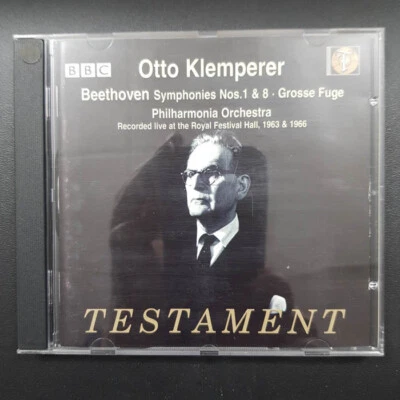 BBC
Otto Klemperer
Beethoven Symphonies Nos.1 & 8 · Grosse Fuge
Philharmonia Orchestra
Recorded live at the Royal Festival Hall, 1963 & 1966
TESTAMENT